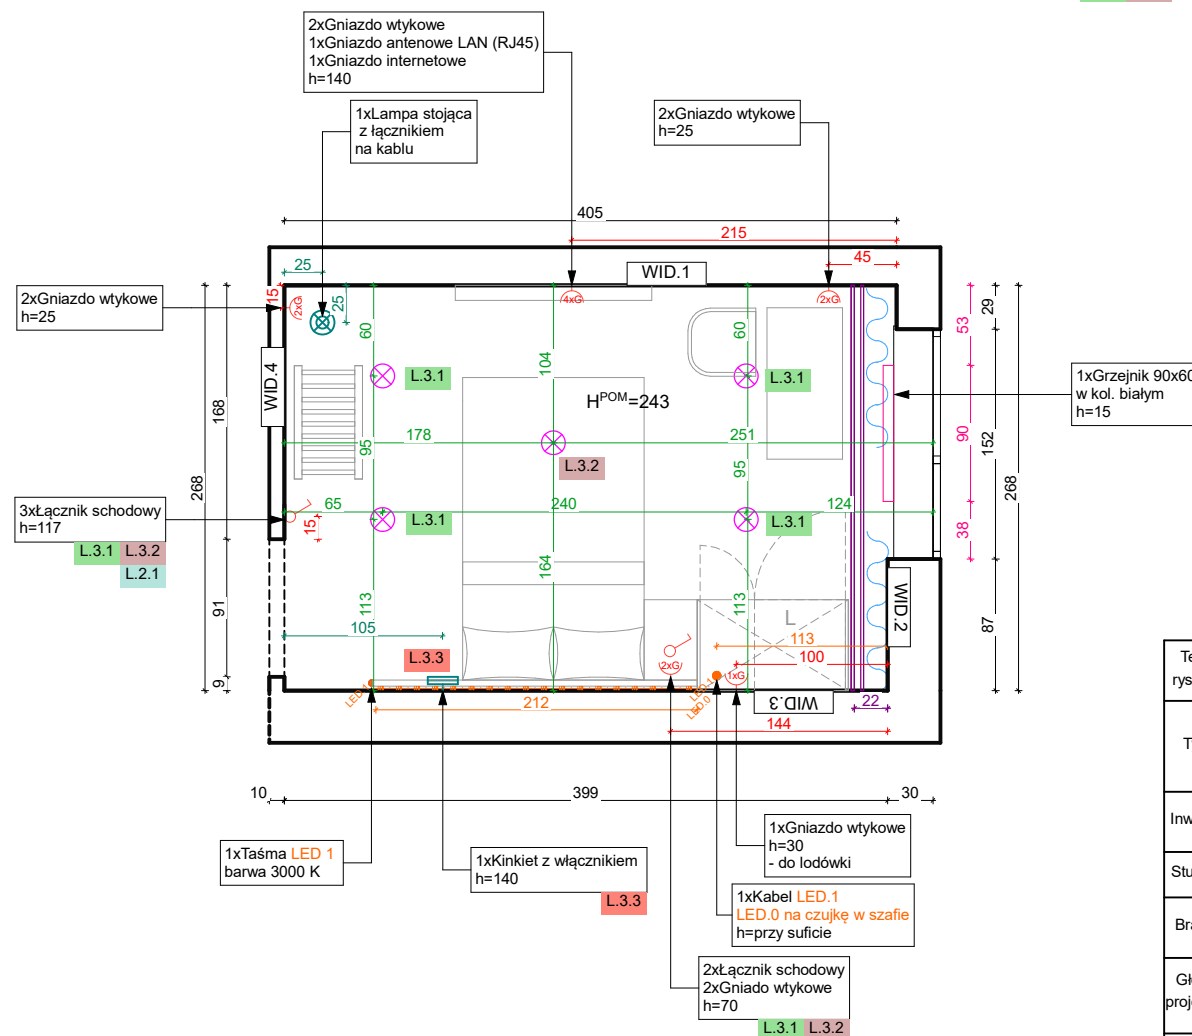 2xGniazdo wtykowe
1xGniazdo antenowe LAN (RJ45)
1xGniazdo internetowe
h=140
1xLampa stojąca
z łącznikiem
na kablu
2xGniazdo wtykowe
h=25
405
215
45
WID.1
25
15
25
2xG
4xG
2xG
2xGniazdo wtykowe
h=25
60
104
60
53
29
WID.4
L.3.1
L.3.1
H^POM=243
1xGrzejnik 90x60
w kol. białym
h=15
168
268
178
95
251
95
90
152
268
L.3.2
3xŁącznik schodowy
h=117
L.3.1 L.3.2
L.2.1
65
15
240
124
L.3.1
L.3.1
38
164
91
113
113
WID.2
87
105
L
113
L.3.3
100
2xG
1xG
9
LED.1
LED.1
LED.0
212
WID.3
22
144
10
399
30
1xTaśma LED 1
barwa 3000 K
1xKinkiet z włącznikiem
h=140
L.3.3
1xGniazdo wtykowe
h=30
- do lodówki
1xKabel LED.1
LED.0 na czujkę w szafie
h=przy suficie
2xŁącznik schodowy
2xGniado wtykowe
h=70
L.3.1 L.3.2